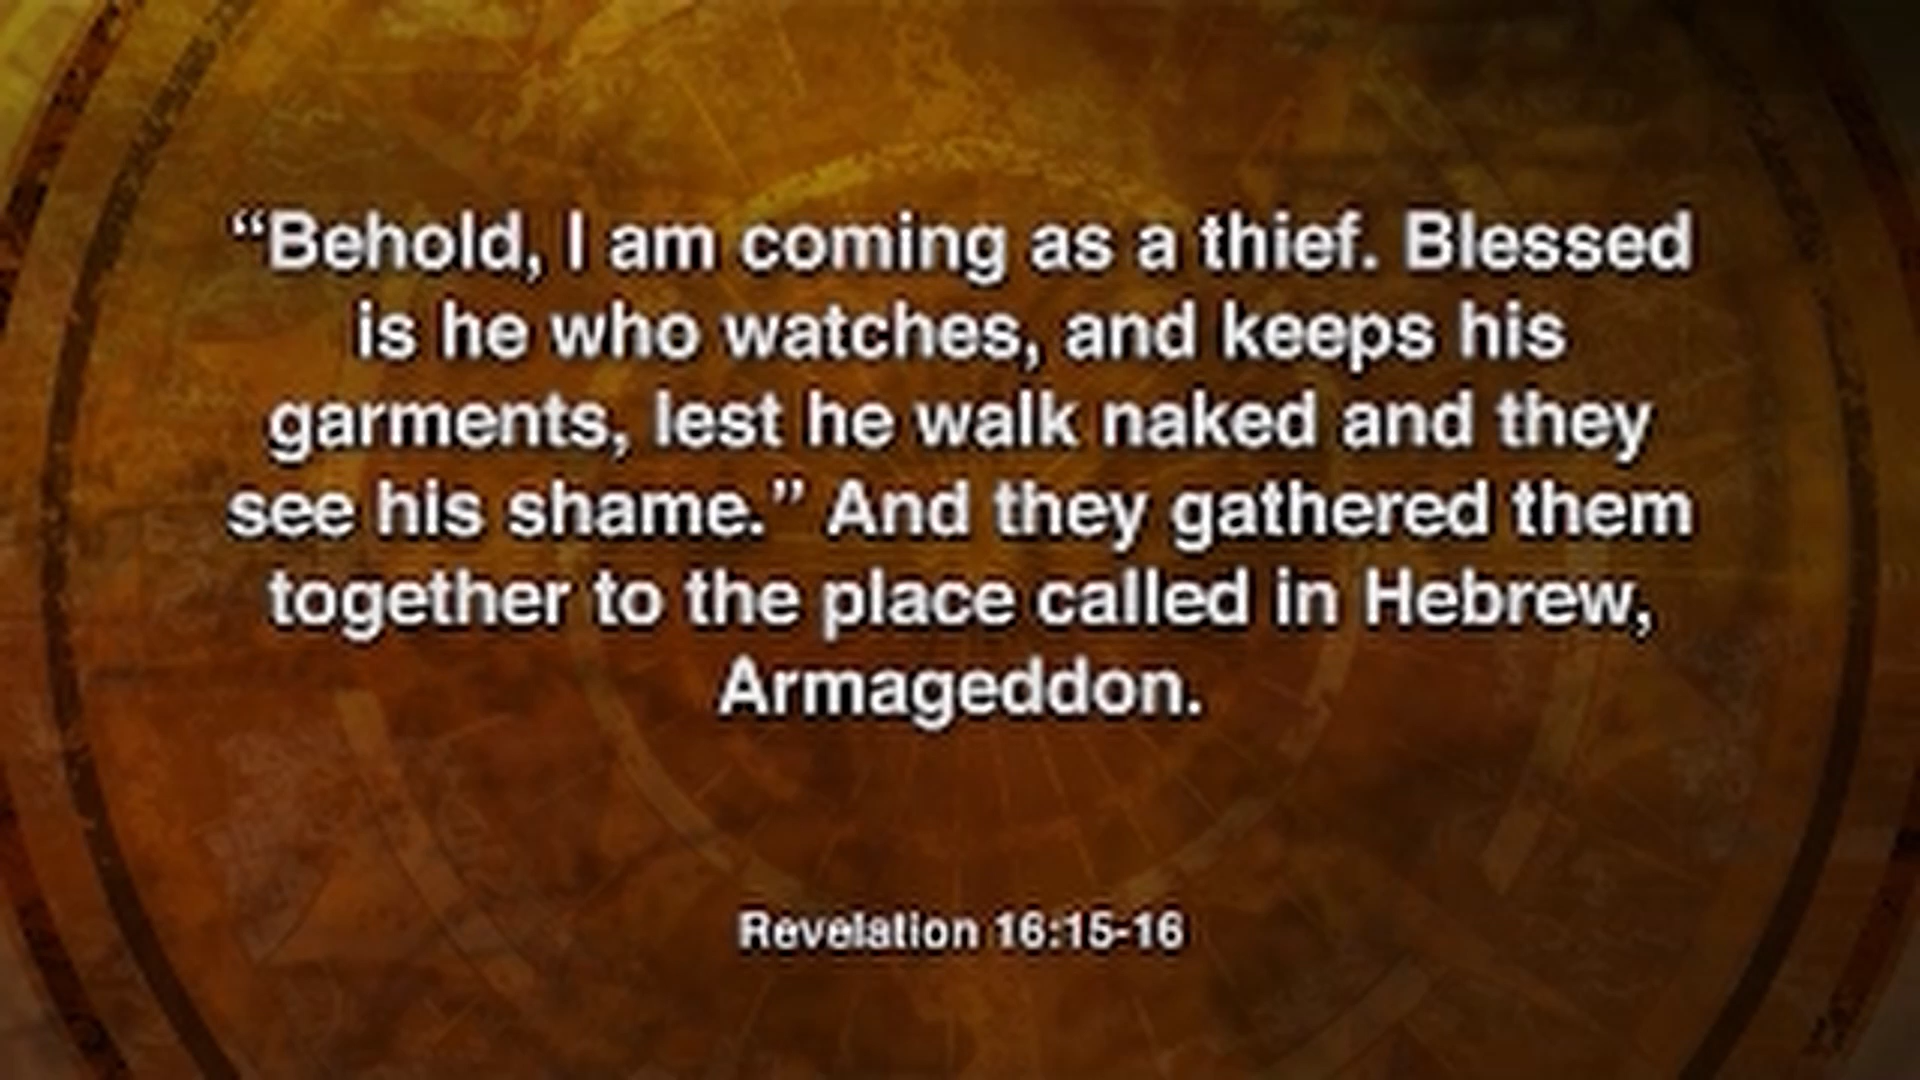 “Behold, I am coming as a thief. Blessed
is he who watches, and keeps his
garments, lest he walk naked and they
see his shame.” And they gathered them
together to the place called in Hebrew,
Armageddon.
Revelation 16:15-16